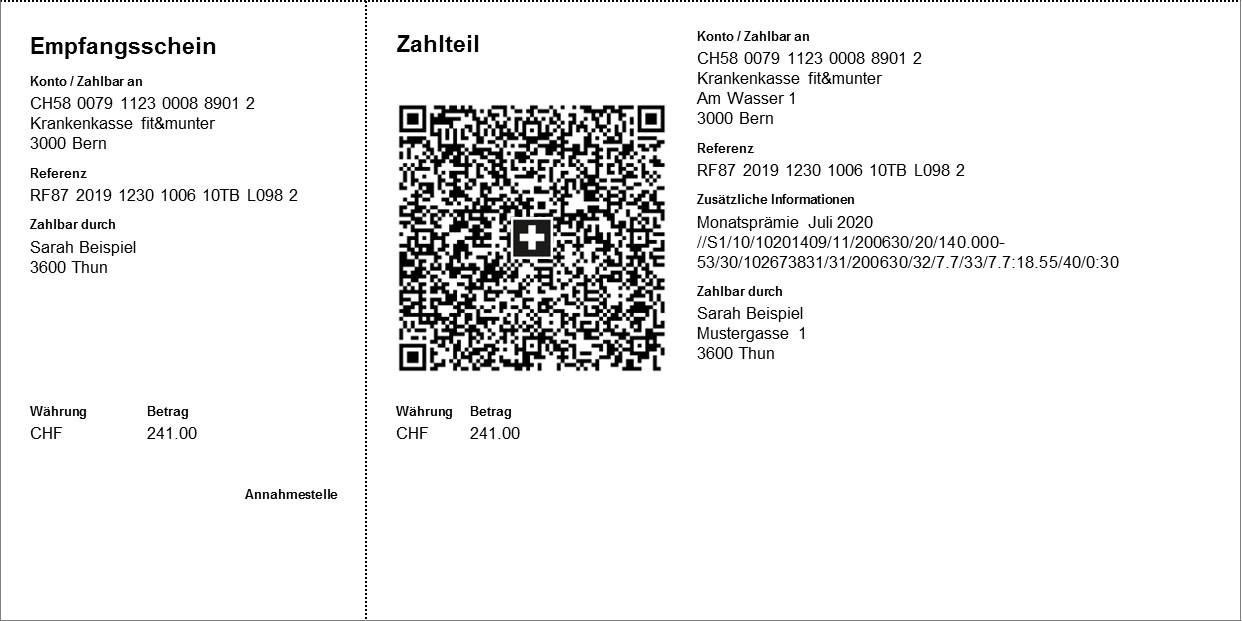 Empfangsschein
Konto / Zahlbar an
CH58 0079 1123 0008 8901 2
Krankenkasse fit&munter
3000 Bern
Referenz
RF87 2019 1230 1006 10TB L098 2
Zahlbar durch
Sarah Beispiel
3600 Thun
Währung Betrag
CHF 241.00
Annahmestelle
Zahlteil
Währung Betrag
CHF 241.00
Konto / Zahlbar an
CH58 0079 1123 0008 8901 2
Krankenkasse fit&munter
Am Wasser 1
3000 Bern
Referenz
RF87 2019 1230 1006 10TB L098 2
Zusätzliche Informationen
Monatsprämie Juli 2020
//S1/10/10201409/11/200630/20/140.000-
53/30/102673831/31/200630/32/7.7/33/7.7:18.55/40/0:30
Zahlbar durch
Sarah Beispiel
Mustergasse 1
3600 Thun